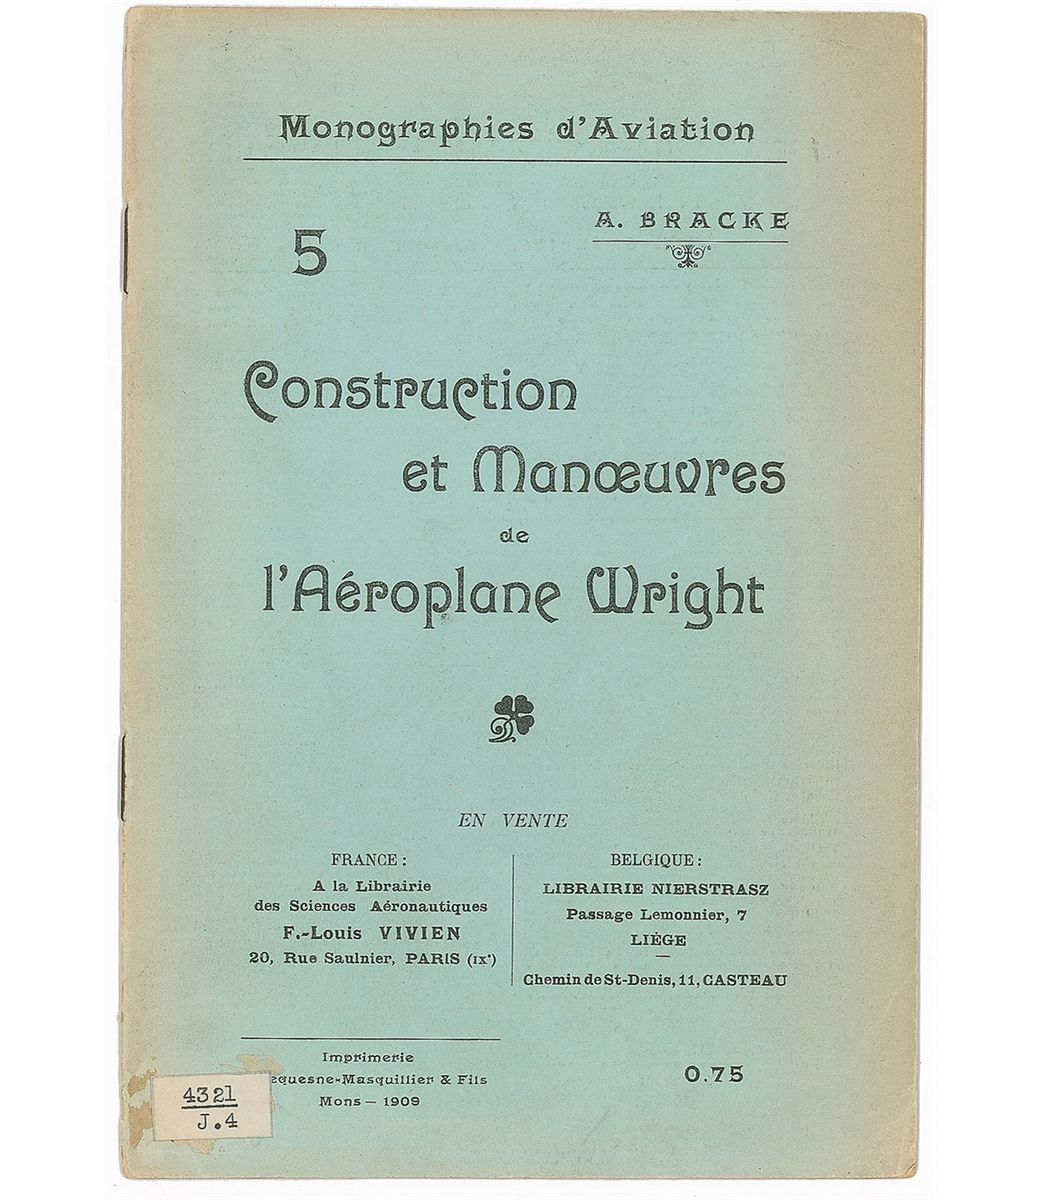 Monographies d'Aviation
A. BRACKE
5
Construction
et Manœuvres
de
l'Aéroplane Wright
EN VENTE
FRANCE :
A la Librairie
des Sciences Aéronautiques
F.-Louis VIVIEN
20, Rue Saulnier, PARIS (IXᵉ)
BELGIQUE :
LIBRAIRIE NIERSTRASZ
Passage Lemonnier, 7
LIÈGE
Chemin de St-Denis, 11, CASTEAU
Imprimerie
equesne-Masquillier & Fils
Mons — 1909
0.75
4321
J.4